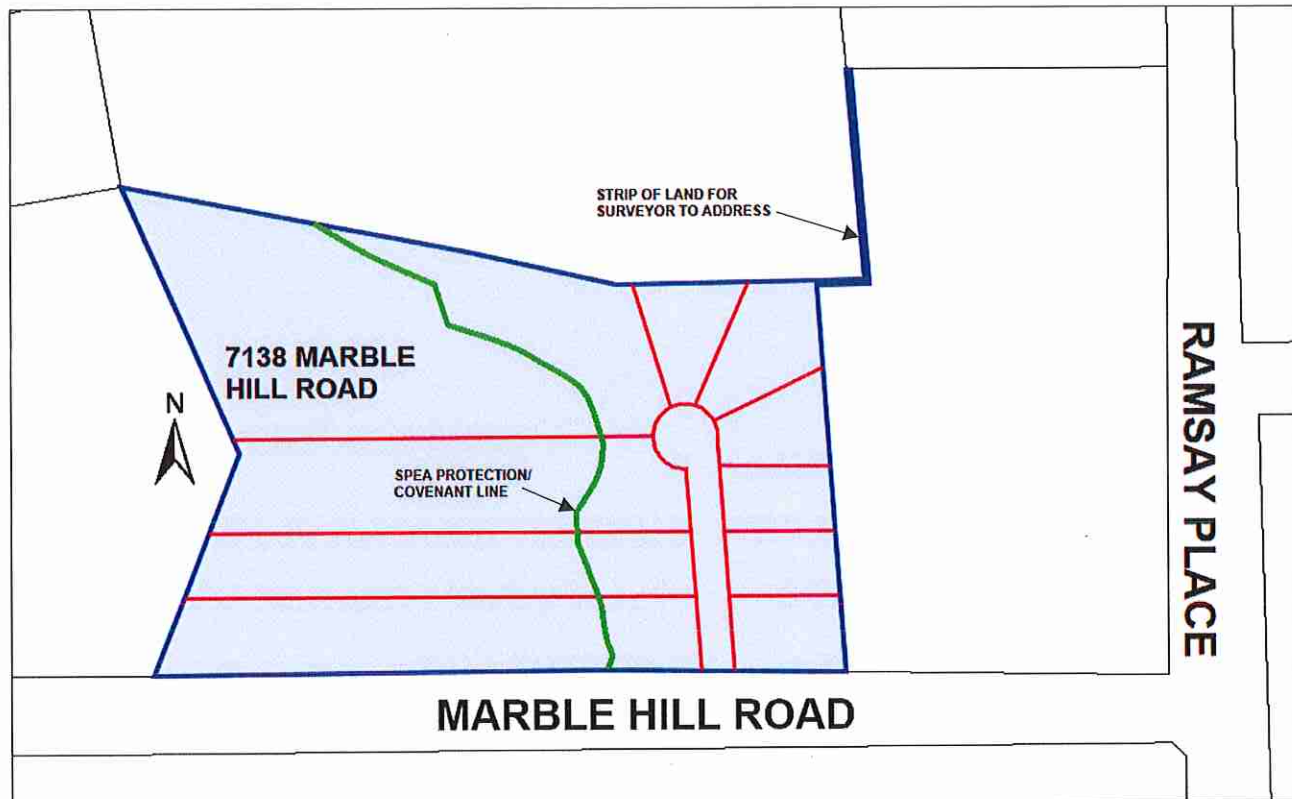 STRIP OF LAND FOR
SURVEYOR TO ADDRESS
7138 MARBLE
HILL ROAD
N
SPEA PROTECTION/
COVENANT LINE
RAMSAY PLACE
MARBLE HILL ROAD